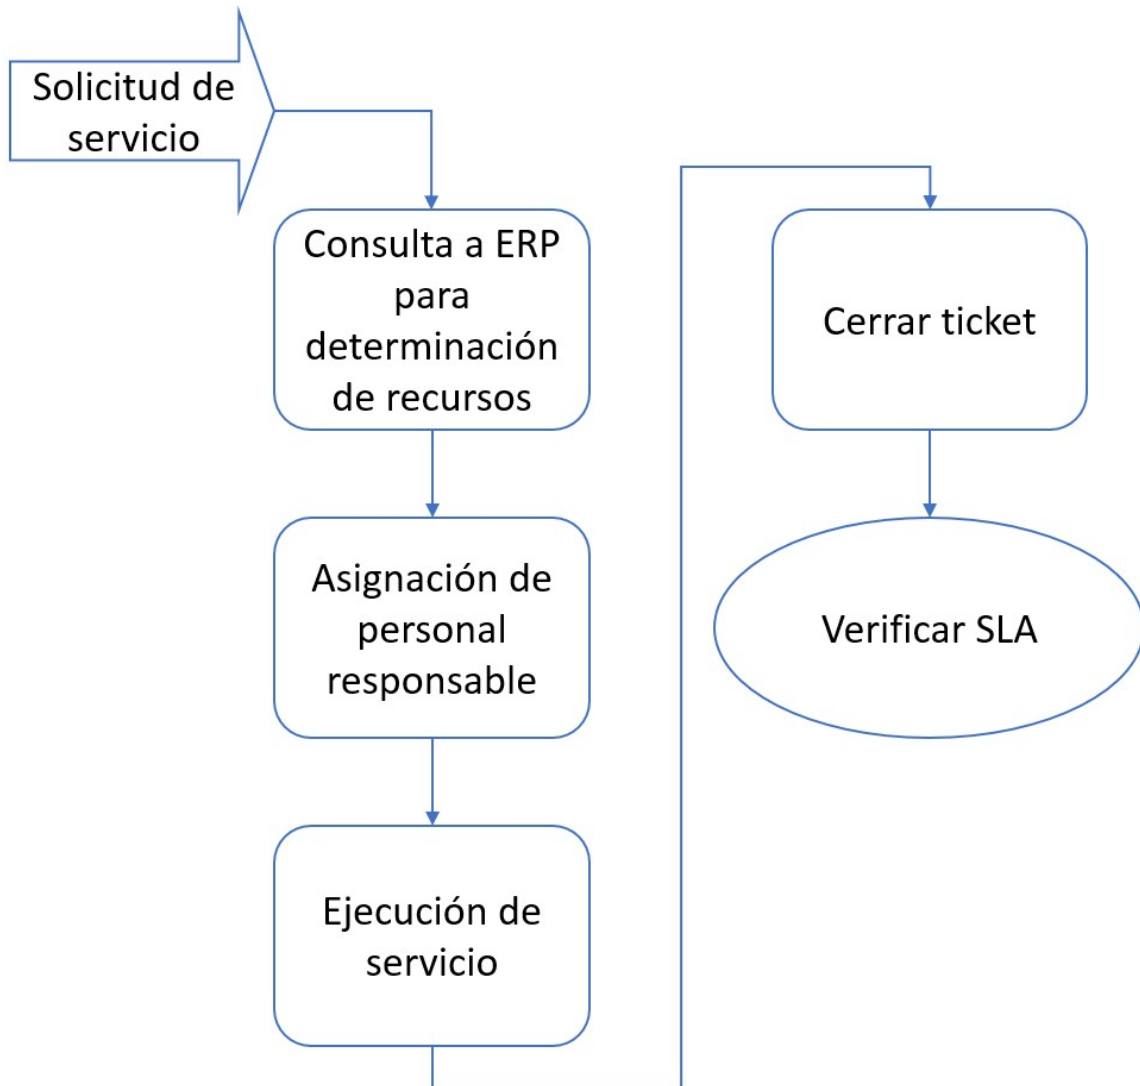 Solicitud de
servicio
Consulta a ERP
para
determinación
de recursos
Asignación de
personal
responsable
Ejecución de
servicio
Cerrar ticket
Verificar SLA